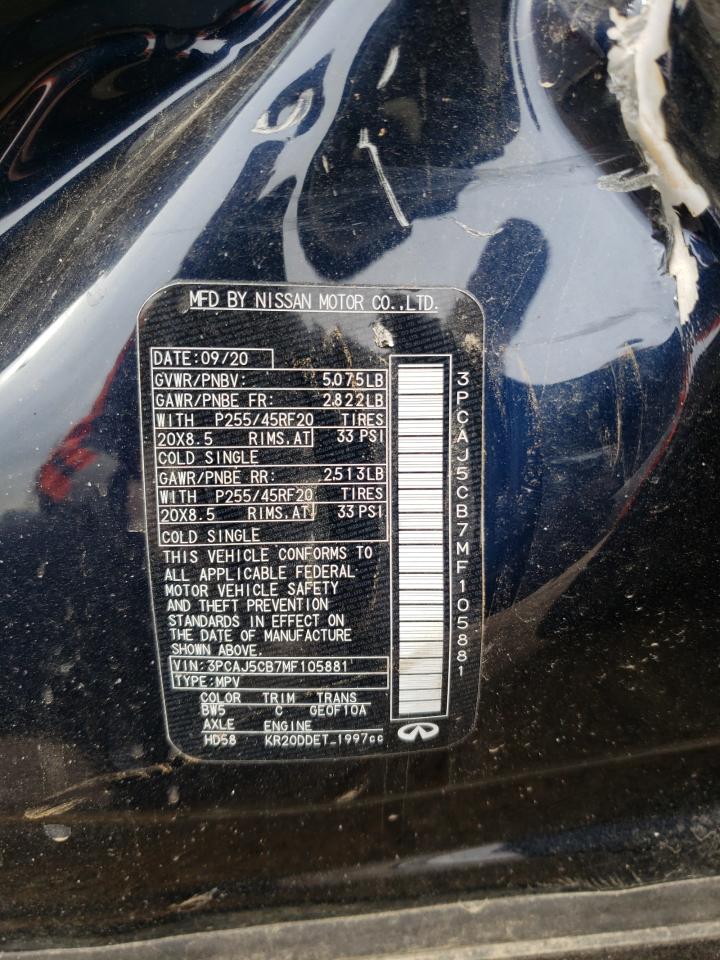 MFD BY NISSAN MOTOR CO.,LTD.
DATE:09/20
GVWR/PNBV: 5,075LB
GAWR/PNBE FR: 2,822LB
WITH P255/45RF20 TIRES
20X8.5 RIMS.AT 33 PSI
COLD SINGLE
GAWR/PNBE RR: 2,513LB
WITH P255/45RF20 TIRES
20X8.5 RIMS.AT 33 PSI
COLD SINGLE
THIS VEHICLE CONFORMS TO
ALL APPLICABLE FEDERAL
MOTOR VEHICLE SAFETY
AND THEFT PREVENTION
STANDARDS IN EFFECT ON
THE DATE OF MANUFACTURE
SHOWN ABOVE.
VIN:3PCAJ5CB7MF105881
TYPE:MPV
COLOR TRIM TRANS
BW5 C GE0F10A
AXLE ENGINE
HD58 KR20DDET_1997cc
3PCAJ5CB7MF105881